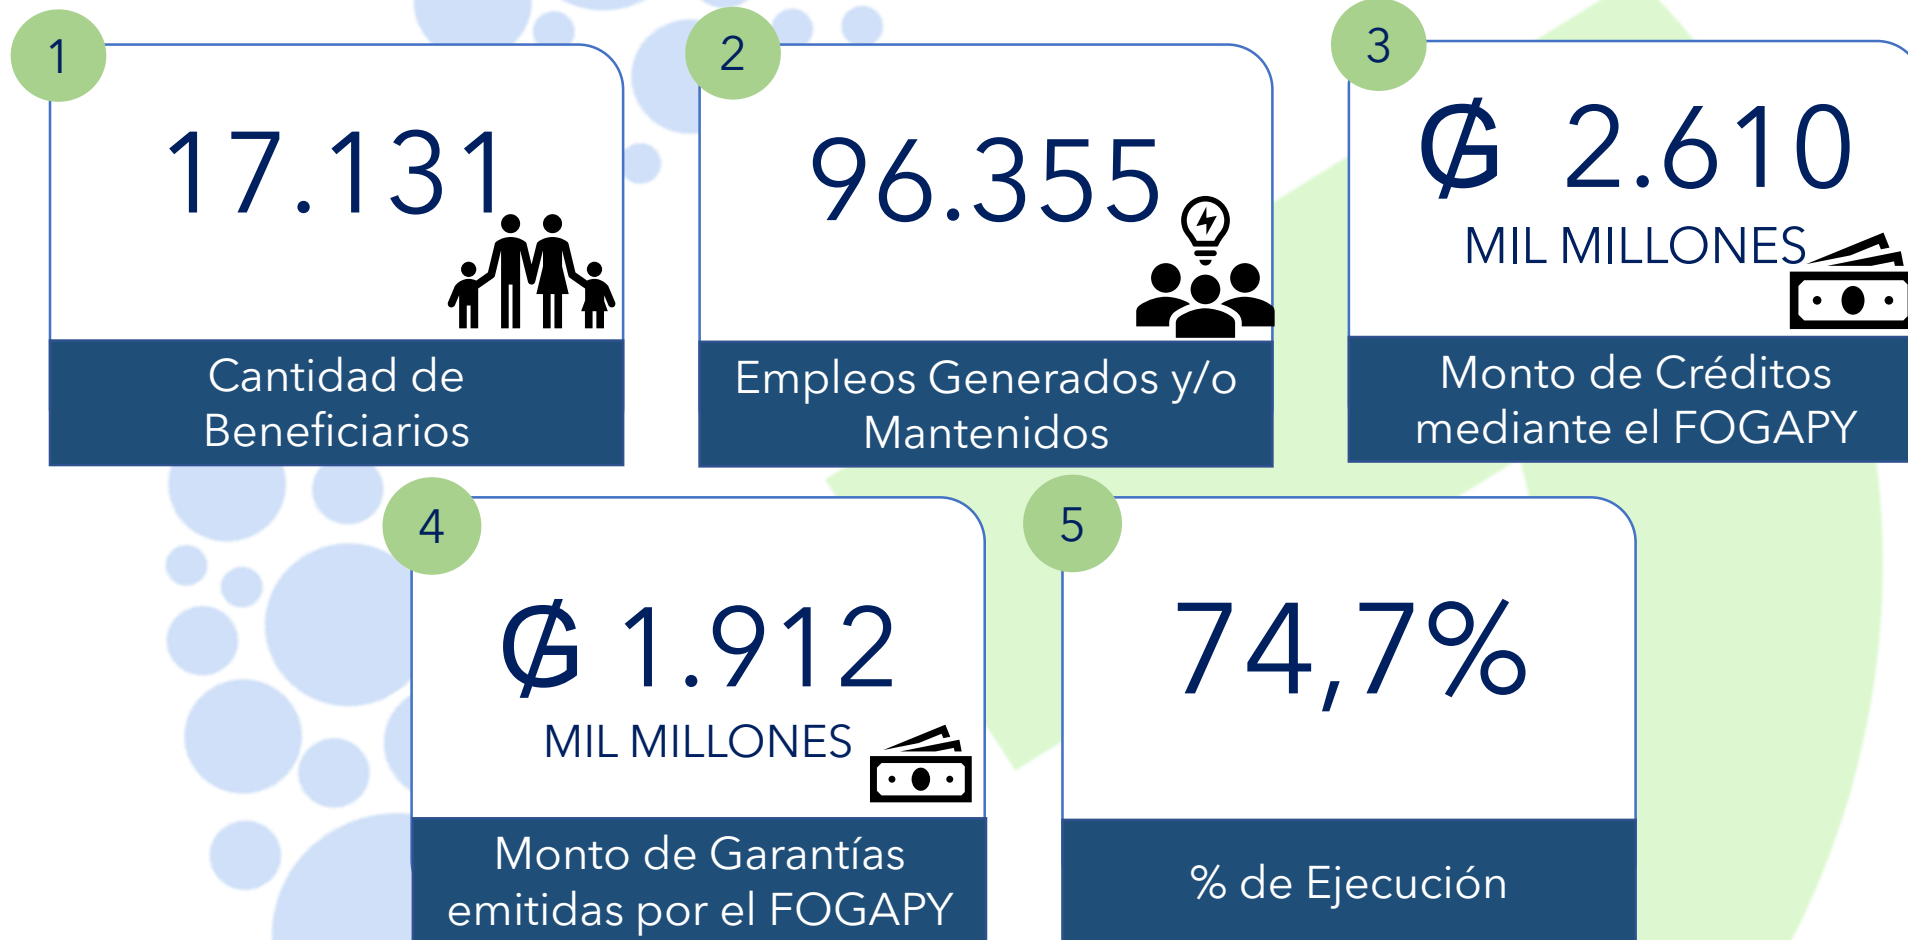 1
17.131
Cantidad de
Beneficiarios
2
96.355
Empleos Generados y/o
Mantenidos
3
₲ 2.610
MIL MILLONES
Monto de Créditos
mediante el FOGAPY
4
₲ 1.912
MIL MILLONES
Monto de Garantías
emitidas por el FOGAPY
5
74,7%
% de Ejecución